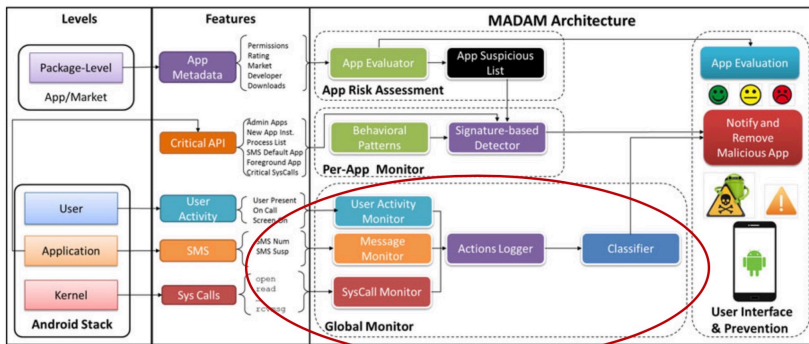 Levels
Features
MADAM Architecture
Package-Level
App/Market
App
Metadata
Permissions
Rating
Market
Developer
Downloads
App Evaluator
App Suspicious
List
App Risk Assessment
App Evaluation
Critical API
Admin Apps
New App Inst.
Process List
SMS Default App
Foreground App
Critical SysCalls
Behavioral
Patterns
Signature-based
Detector
Per-App Monitor
Notify and
Remove
Malicious App
User
Application
Kernel
Android Stack
User
Activity
User Present
On Call
Screen On
SMS
SMS Num
SMS Susp
Sys Calls
open
read
...
rcvmsg
User Activity
Monitor
Message
Monitor
SysCall Monitor
Actions Logger
Classifier
Global Monitor
User Interface
& Prevention